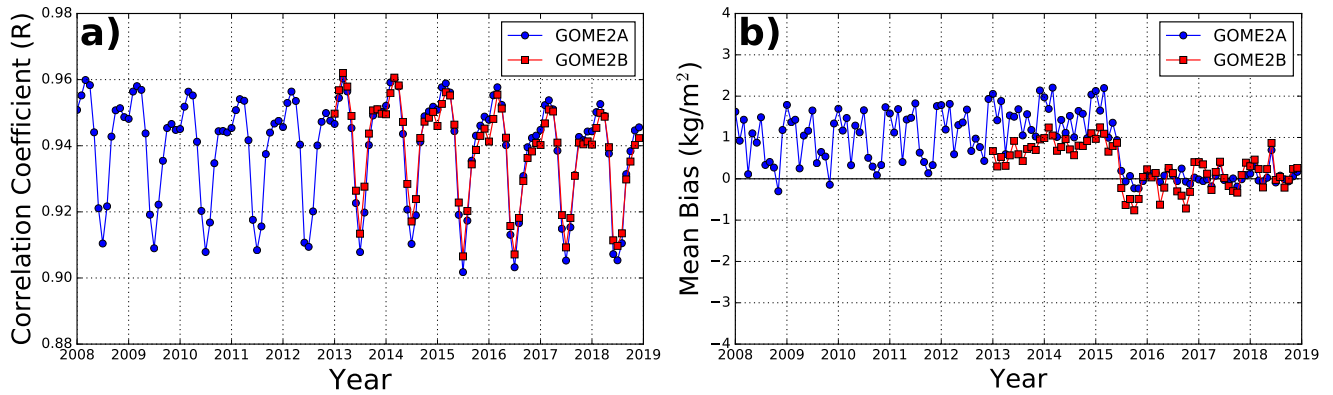 a)
GOME2A
GOME2B
Correlation Coefficient (R)
0.98
0.96
0.94
0.92
0.90
0.88
2008 2009 2010 2011 2012 2013 2014 2015 2016 2017 2018 2019
Year
b)
GOME2A
GOME2B
Mean Bias (kg/m²)
4
3
2
1
0
−1
−2
−3
−4
2008 2009 2010 2011 2012 2013 2014 2015 2016 2017 2018 2019
Year